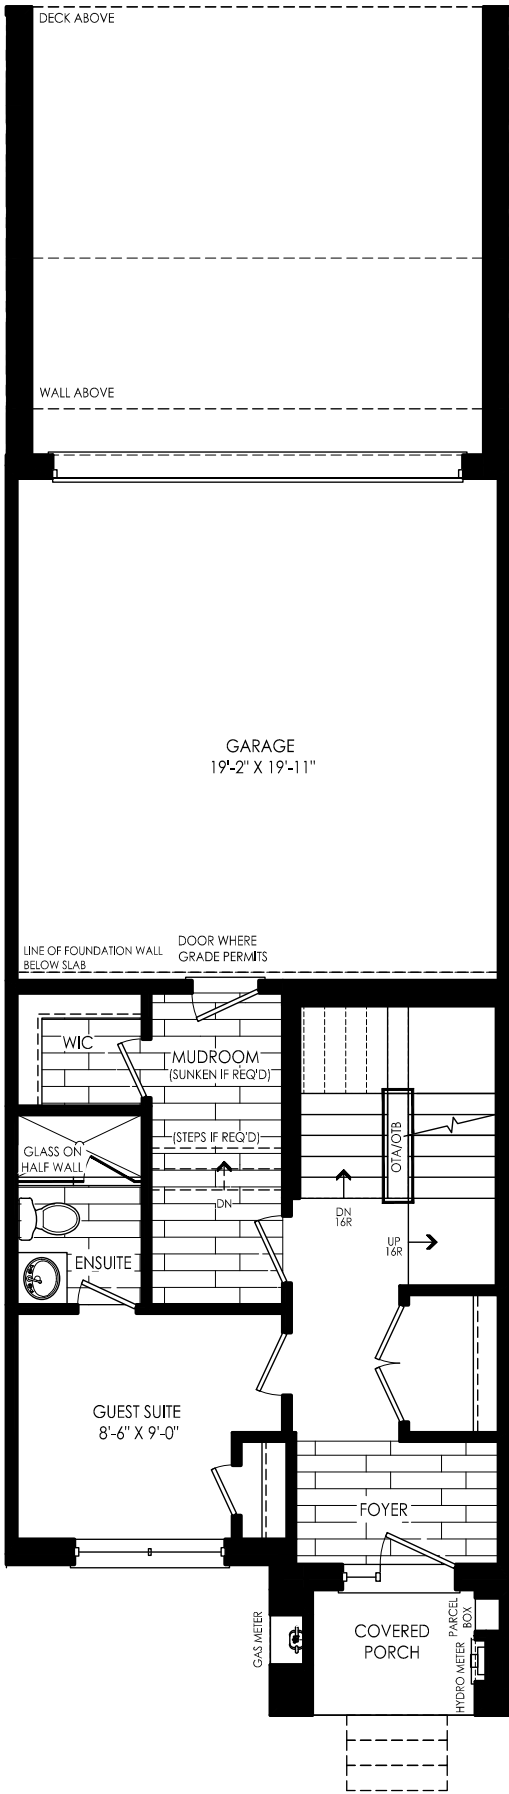 DECK ABOVE
WALL ABOVE
GARAGE
19'-2" X 19'-11"
LINE OF FOUNDATION WALL
BELOW SLAB
DOOR WHERE
GRADE PERMITS
WIC
MUDROOM
(SUNKEN IF REQ'D)
(STEPS IF REQ'D)
DN
GLASS ON
HALF WALL
ENSUITE
OTA/OTB
DN
16R
UP
16R
GUEST SUITE
8'-6" X 9'-0"
FOYER
GAS METER
COVERED
PORCH
PARCEL
BOX
HYDRO METER